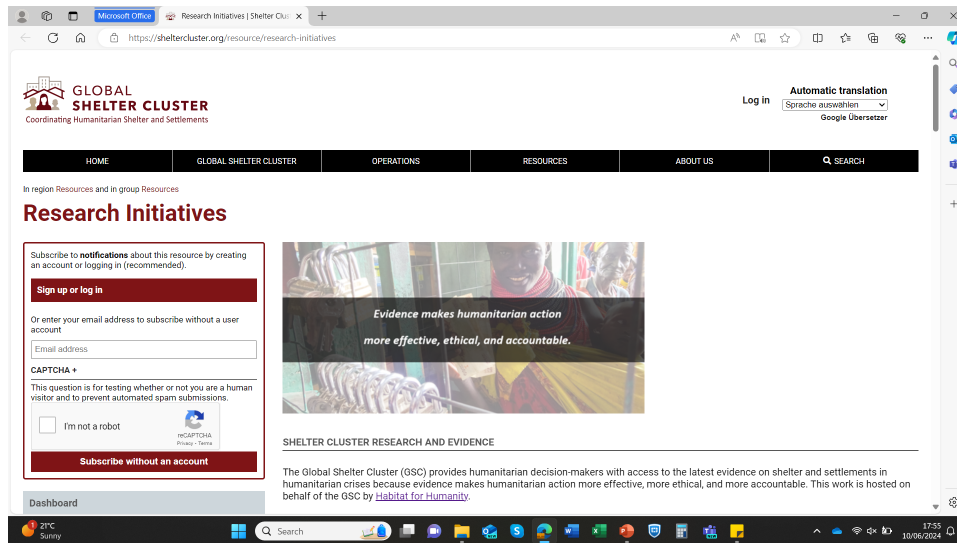 Microsoft Office
Research Initiatives | Shelter Clus
https://sheltercluster.org/resource/research-initiatives
GLOBAL
SHELTER CLUSTER
Coordinating Humanitarian Shelter and Settlements
Log in
Automatic translation
Sprache auswählen
Google Übersetzer
HOME
GLOBAL SHELTER CLUSTER
OPERATIONS
RESOURCES
ABOUT US
SEARCH
In region Resources and in group Resources
Research Initiatives
Subscribe to notifications about this resource by creating
an account or logging in (recommended).
Sign up or log in
Or enter your email address to subscribe without a user
account
Email address
CAPTCHA +
This question is for testing whether or not you are a human
visitor and to prevent automated spam submissions.
I'm not a robot
reCAPTCHA
Privacy - Terms
Subscribe without an account
Dashboard
Evidence makes humanitarian action
more effective, ethical, and accountable.
SHELTER CLUSTER RESEARCH AND EVIDENCE
The Global Shelter Cluster (GSC) provides humanitarian decision-makers with access to the latest evidence on shelter and settlements in
humanitarian crises because evidence makes humanitarian action more effective, more ethical, and more accountable. This work is hosted on
behalf of the GSC by Habitat for Humanity.
1
21°C
Sunny
Search
17:55
10/06/2024